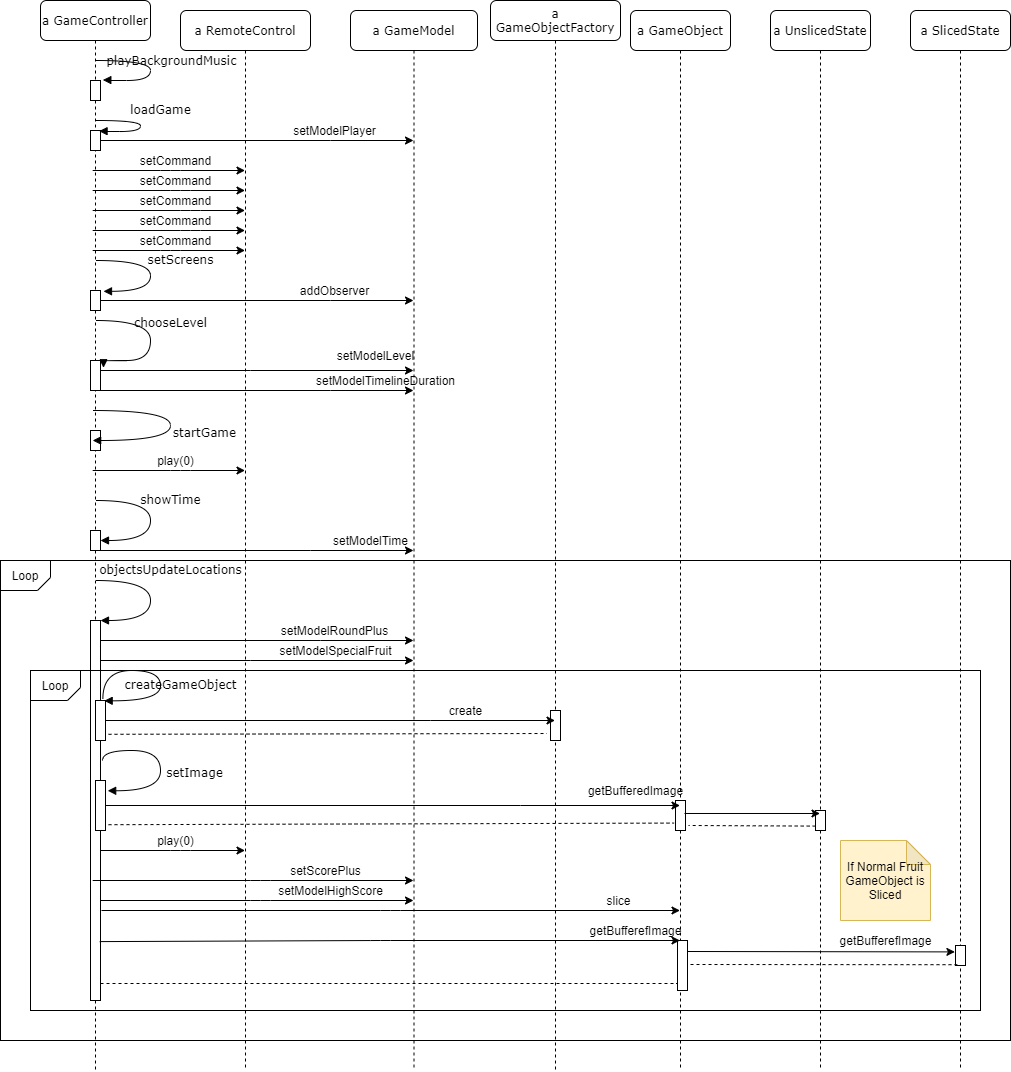 a GameController
a RemoteControl
a GameModel
a
GameObjectFactory
a GameObject
a UnslicedState
a SlicedState
playBackgroundMusic
loadGame
setModelPlayer
setCommand
setCommand
setCommand
setCommand
setCommand
setScreens
addObserver
chooseLevel
setModelLevel
setModelTimelineDuration
startGame
play(0)
showTime
setModelTime
Loop
objectsUpdateLocations
setModelRoundPlus
setModelSpecialFruit
Loop
createGameObject
create
setImage
getBufferedImage
play(0)
If Normal Fruit
GameObject is
Sliced
setScorePlus
setModelHighScore
slice
getBufferefImage
getBufferefImage